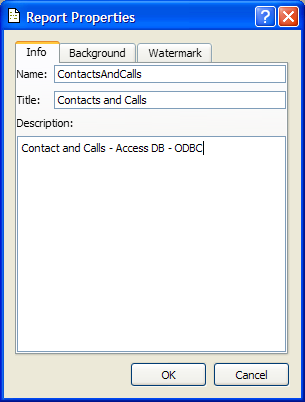 Report Properties
Info Background Watermark
Name: ContactsAndCalls
Title: Contacts and Calls
Description:
Contact and Calls - Access DB - ODBC
OK Cancel